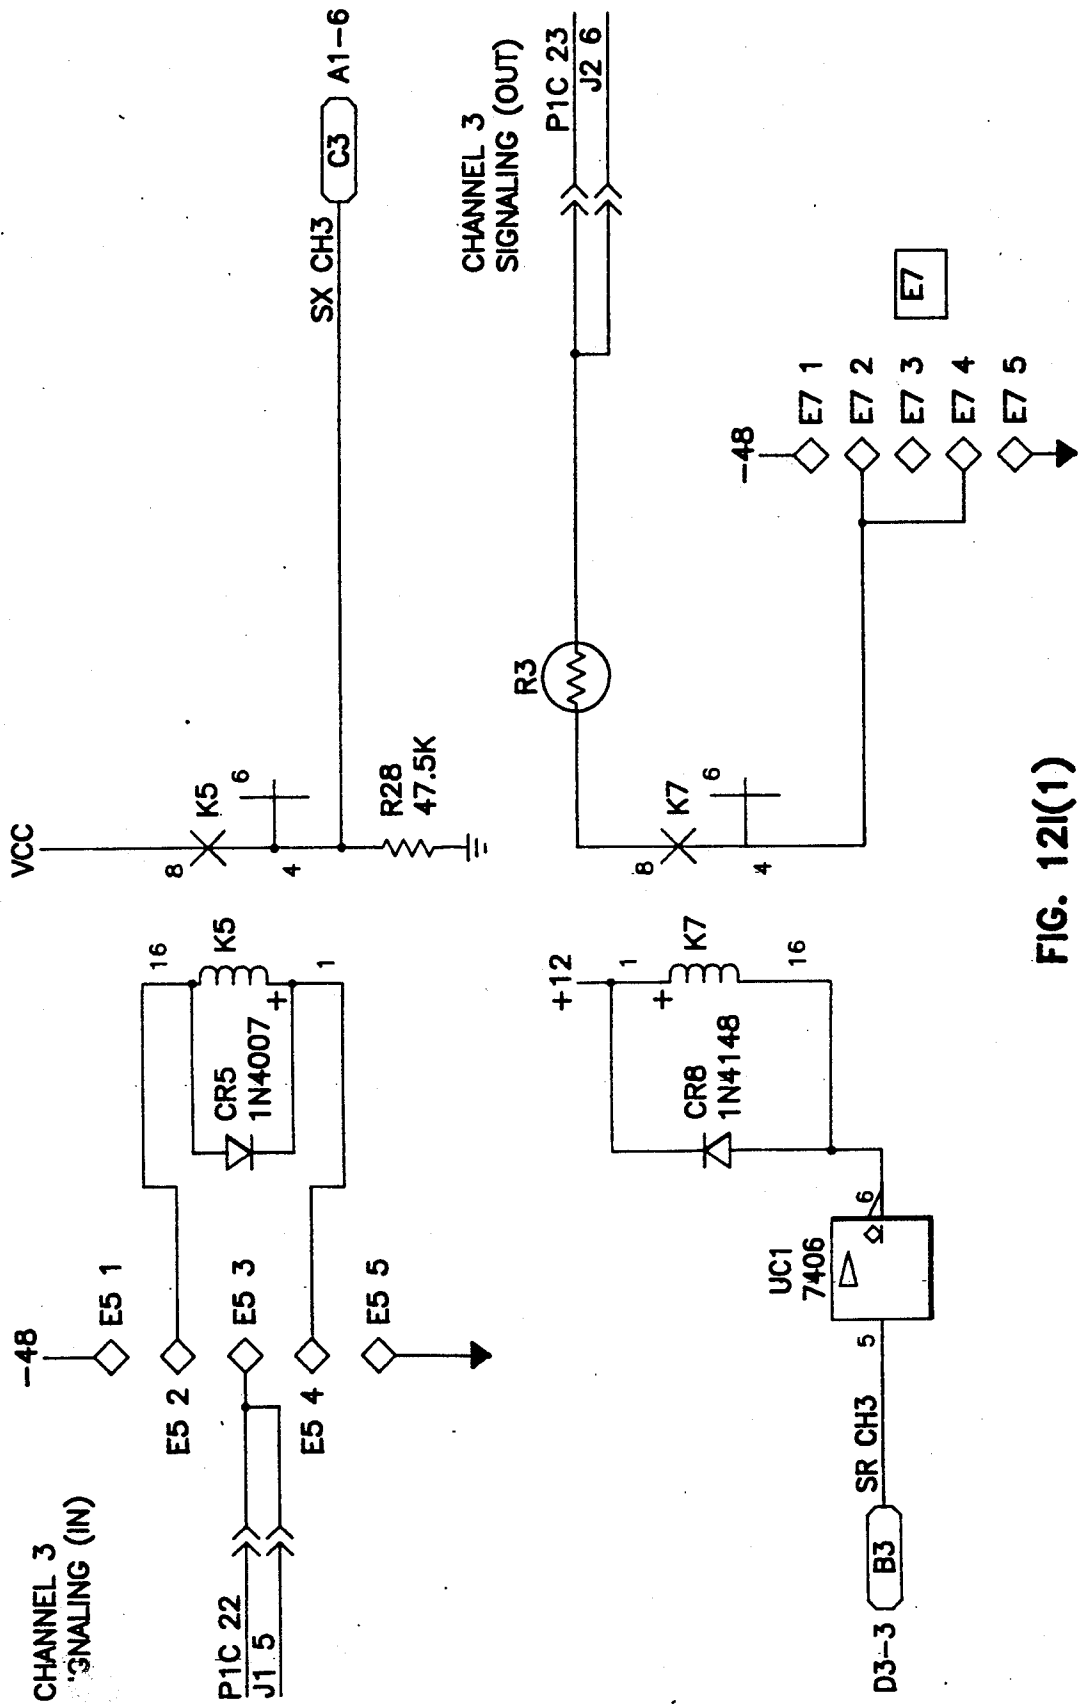 CHANNEL 3
'GNALING (IN)
P1C 22
J1 5
-48
E5 1
E5 2
E5 3
E5 4
E5 5
16
K5
1
+
CR5
1N4007
VCC
8
K5
6
4
R28
47.5K
SX CH3
C3
A1-6
D3-3
B3
SR CH3
5
UC1
7406
6
CR8
1N4148
+12
1
+
K7
16
8
K7
6
4
R3
CHANNEL 3
SIGNALING (OUT)
P1C 23
J2 6
-48
E7 1
E7 2
E7 3
E7 4
E7 5
E7
FIG. 12I(1)